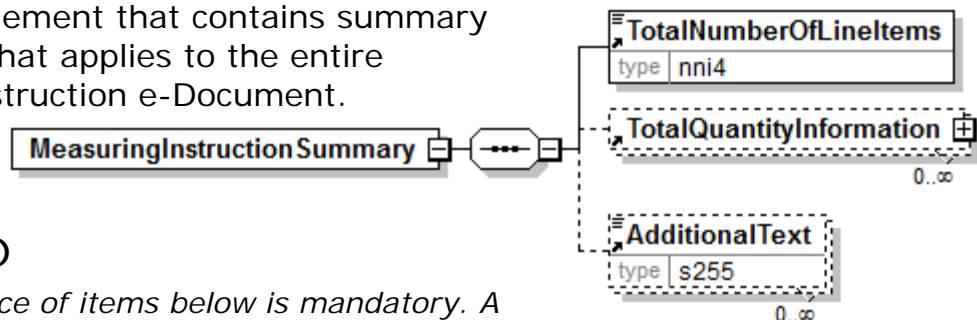 ement that contains summary
hat applies to the entire
struction e-Document.
TotalNumberOfLineItems
type nni4
TotalQuantityInformation
0..∞
MeasuringInstructionSummary
AdditionalText
type s255
0..∞
ce of items below is mandatory. A